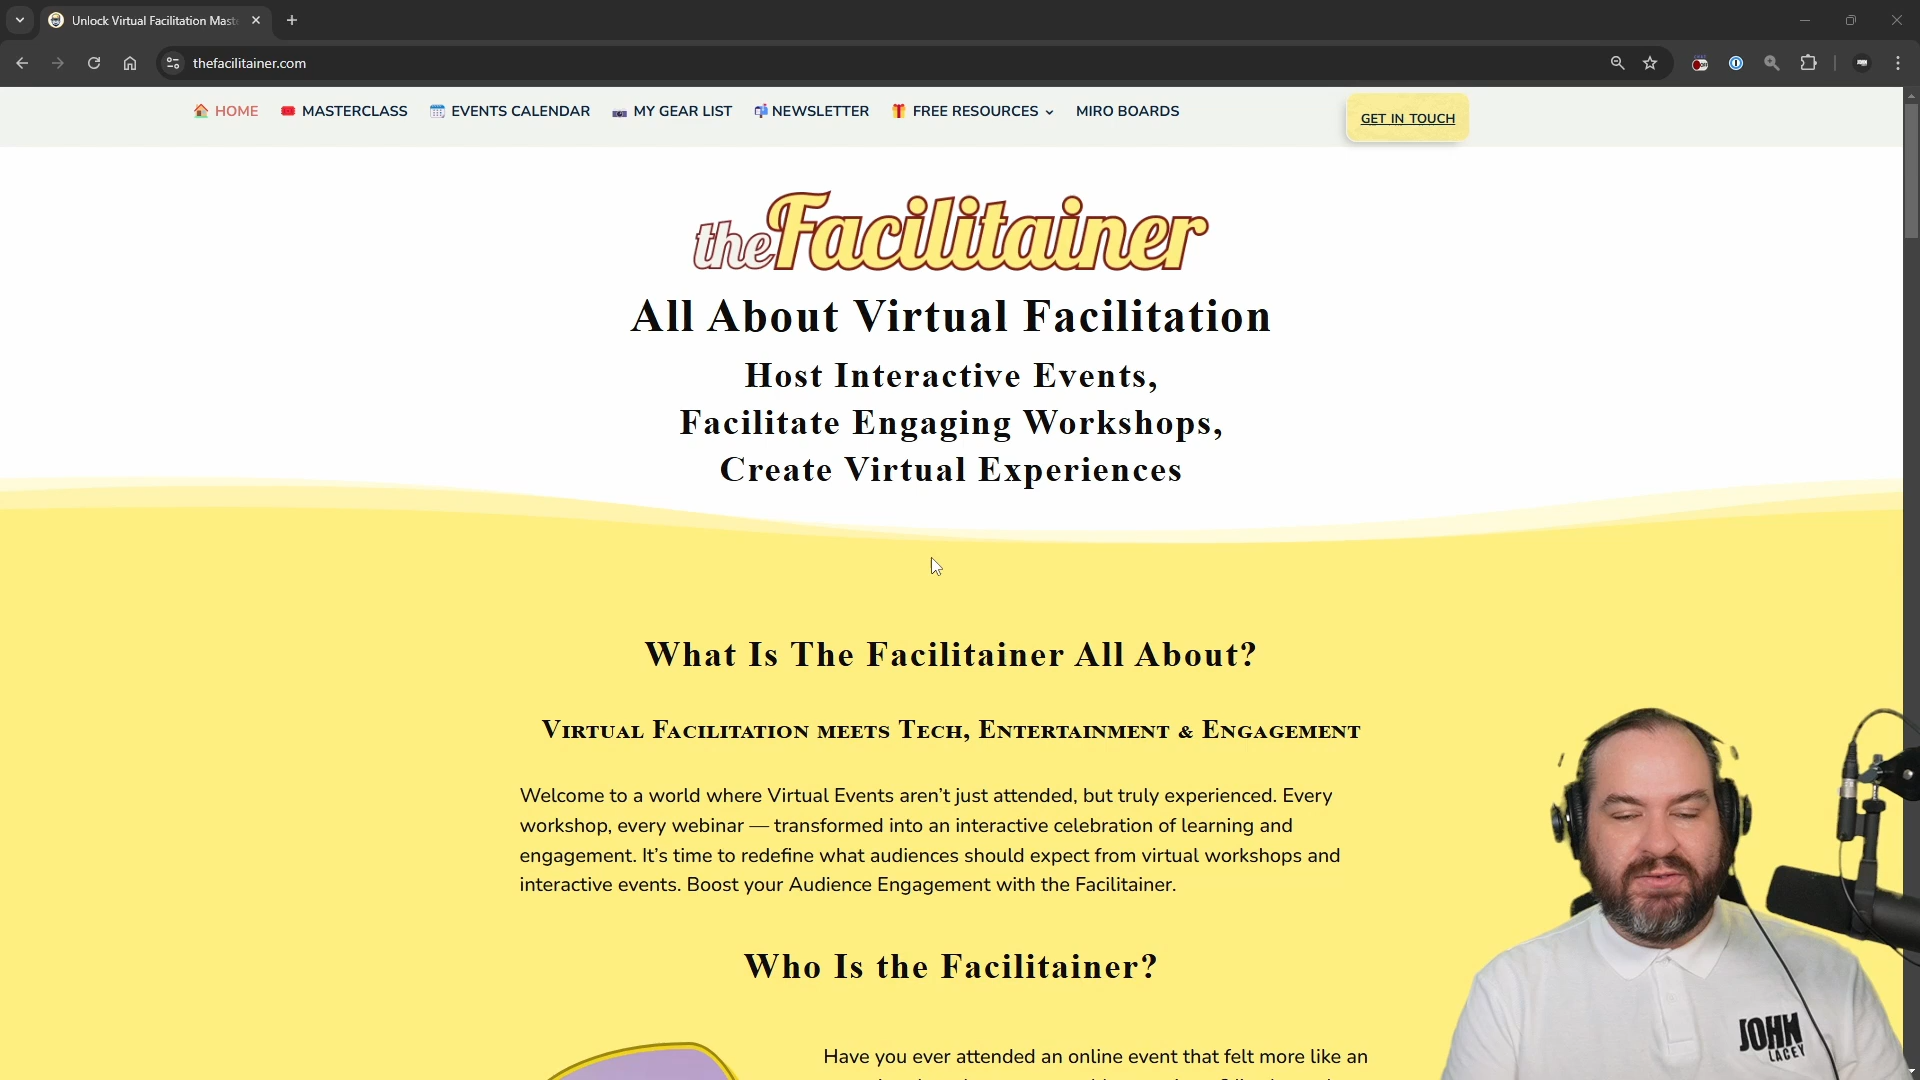 Unlock Virtual Facilitation Mast
thefacilitainer.com
HOME
MASTERCLASS
EVENTS CALENDAR
MY GEAR LIST
NEWSLETTER
FREE RESOURCES
MIRO BOARDS
GET IN TOUCH
the Facilitainer
All About Virtual Facilitation
Host Interactive Events,
Facilitate Engaging Workshops,
Create Virtual Experiences
What Is The Facilitainer All About?
Virtual Facilitation meets Tech, Entertainment & Engagement
Welcome to a world where Virtual Events aren’t just attended, but truly experienced. Every
workshop, every webinar — transformed into an interactive celebration of learning and
engagement. It’s time to redefine what audiences should expect from virtual workshops and
interactive events. Boost your Audience Engagement with the Facilitainer.
Who Is the Facilitainer?
Have you ever attended an online event that felt more like an
JOHN
LACEY